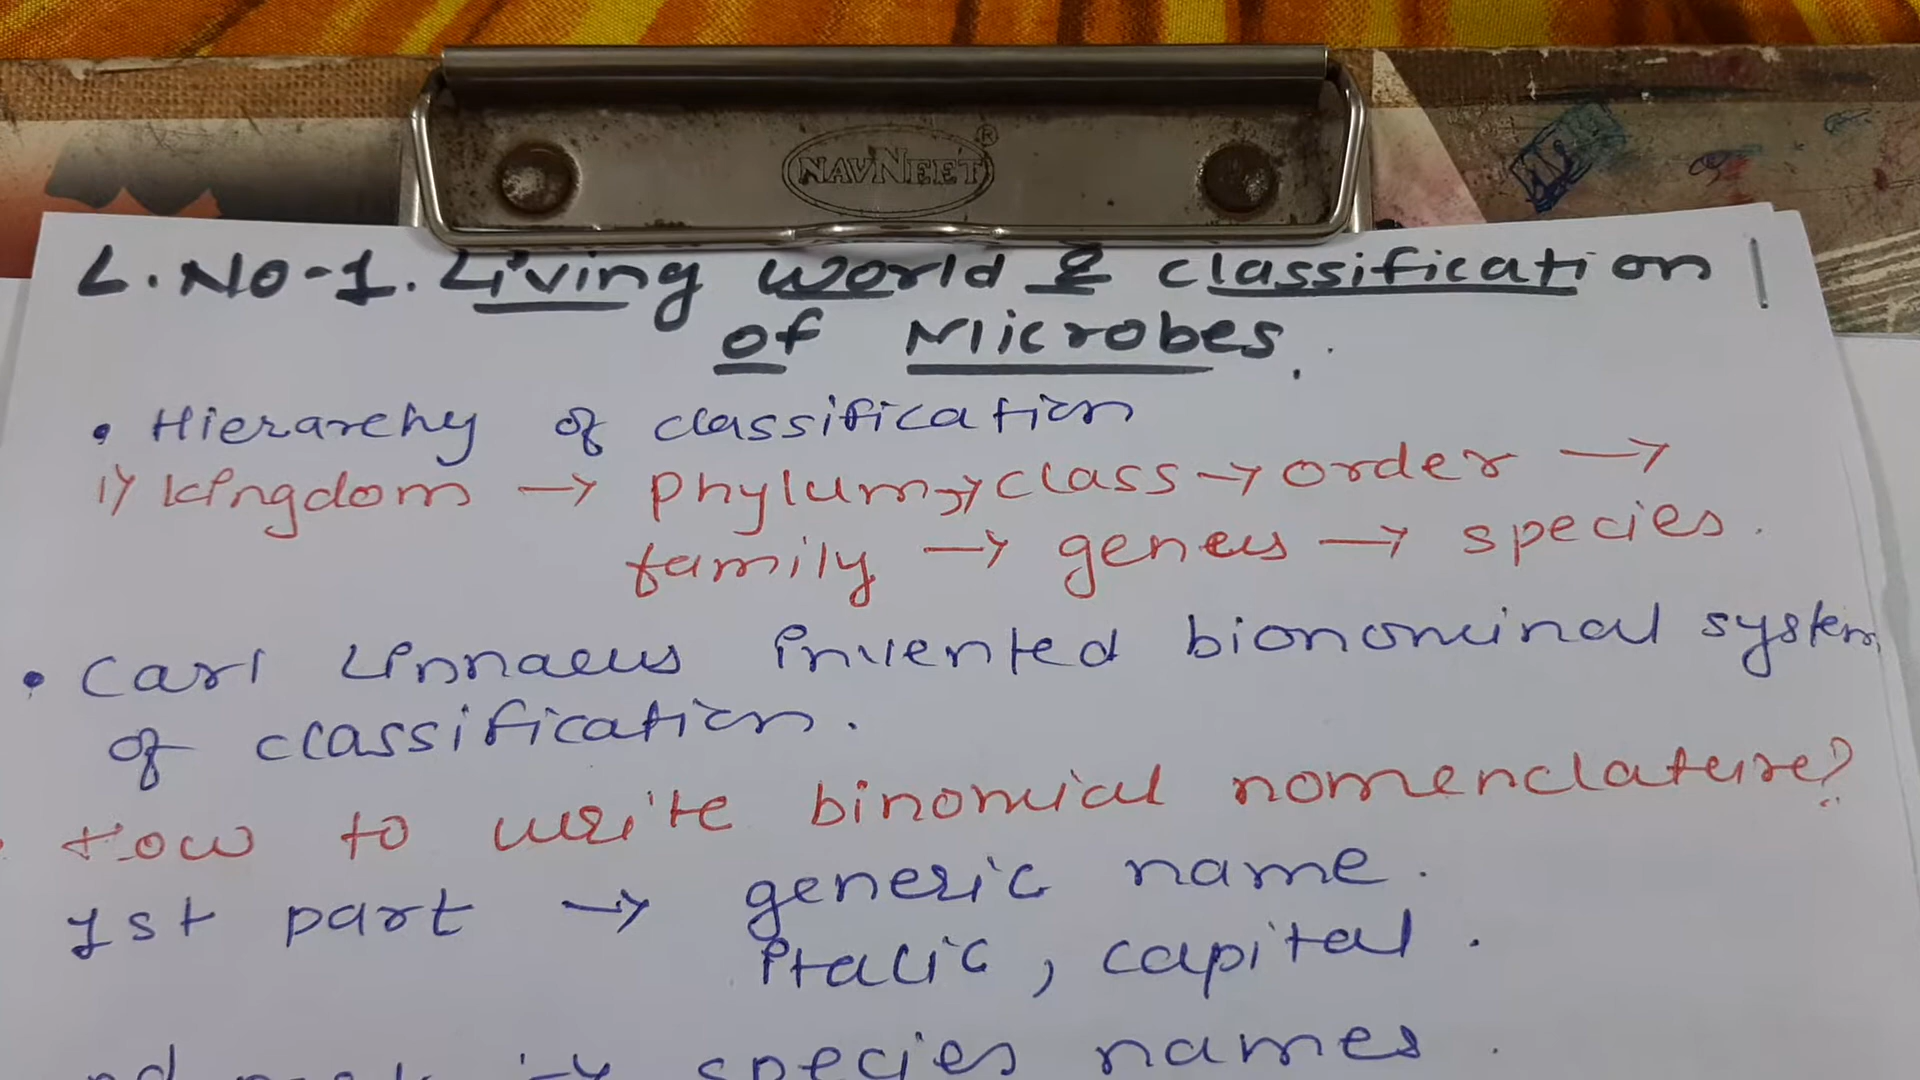 NAVNEET ®
L. No-1. Living world & classification
of Microbes.
• Hierarchy of classification
1) kingdom → phylum → class → order →
family → genus → species.
• Carl Linnaeus invented bionominal system
of classification.
• How to write binomial nomenclature?
1st part → generic name.
italic, capital.
nd part → species names.